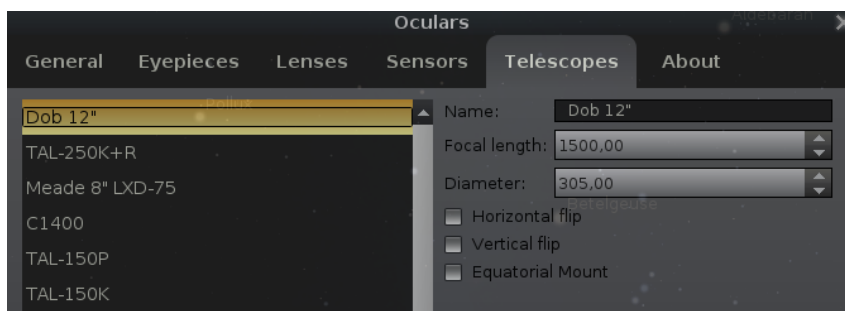 Aldebaran
Oculars
General Eyepieces Lenses Sensors Telescopes About
Pollux
Dob 12"
TAL-250K+R
Meade 8" LXD-75
C1400
TAL-150P
TAL-150K
Name: Dob 12"
Focal length: 1500,00
Diameter: 305,00
Betelgeuse
Horizontal flip
Vertical flip
Equatorial Mount